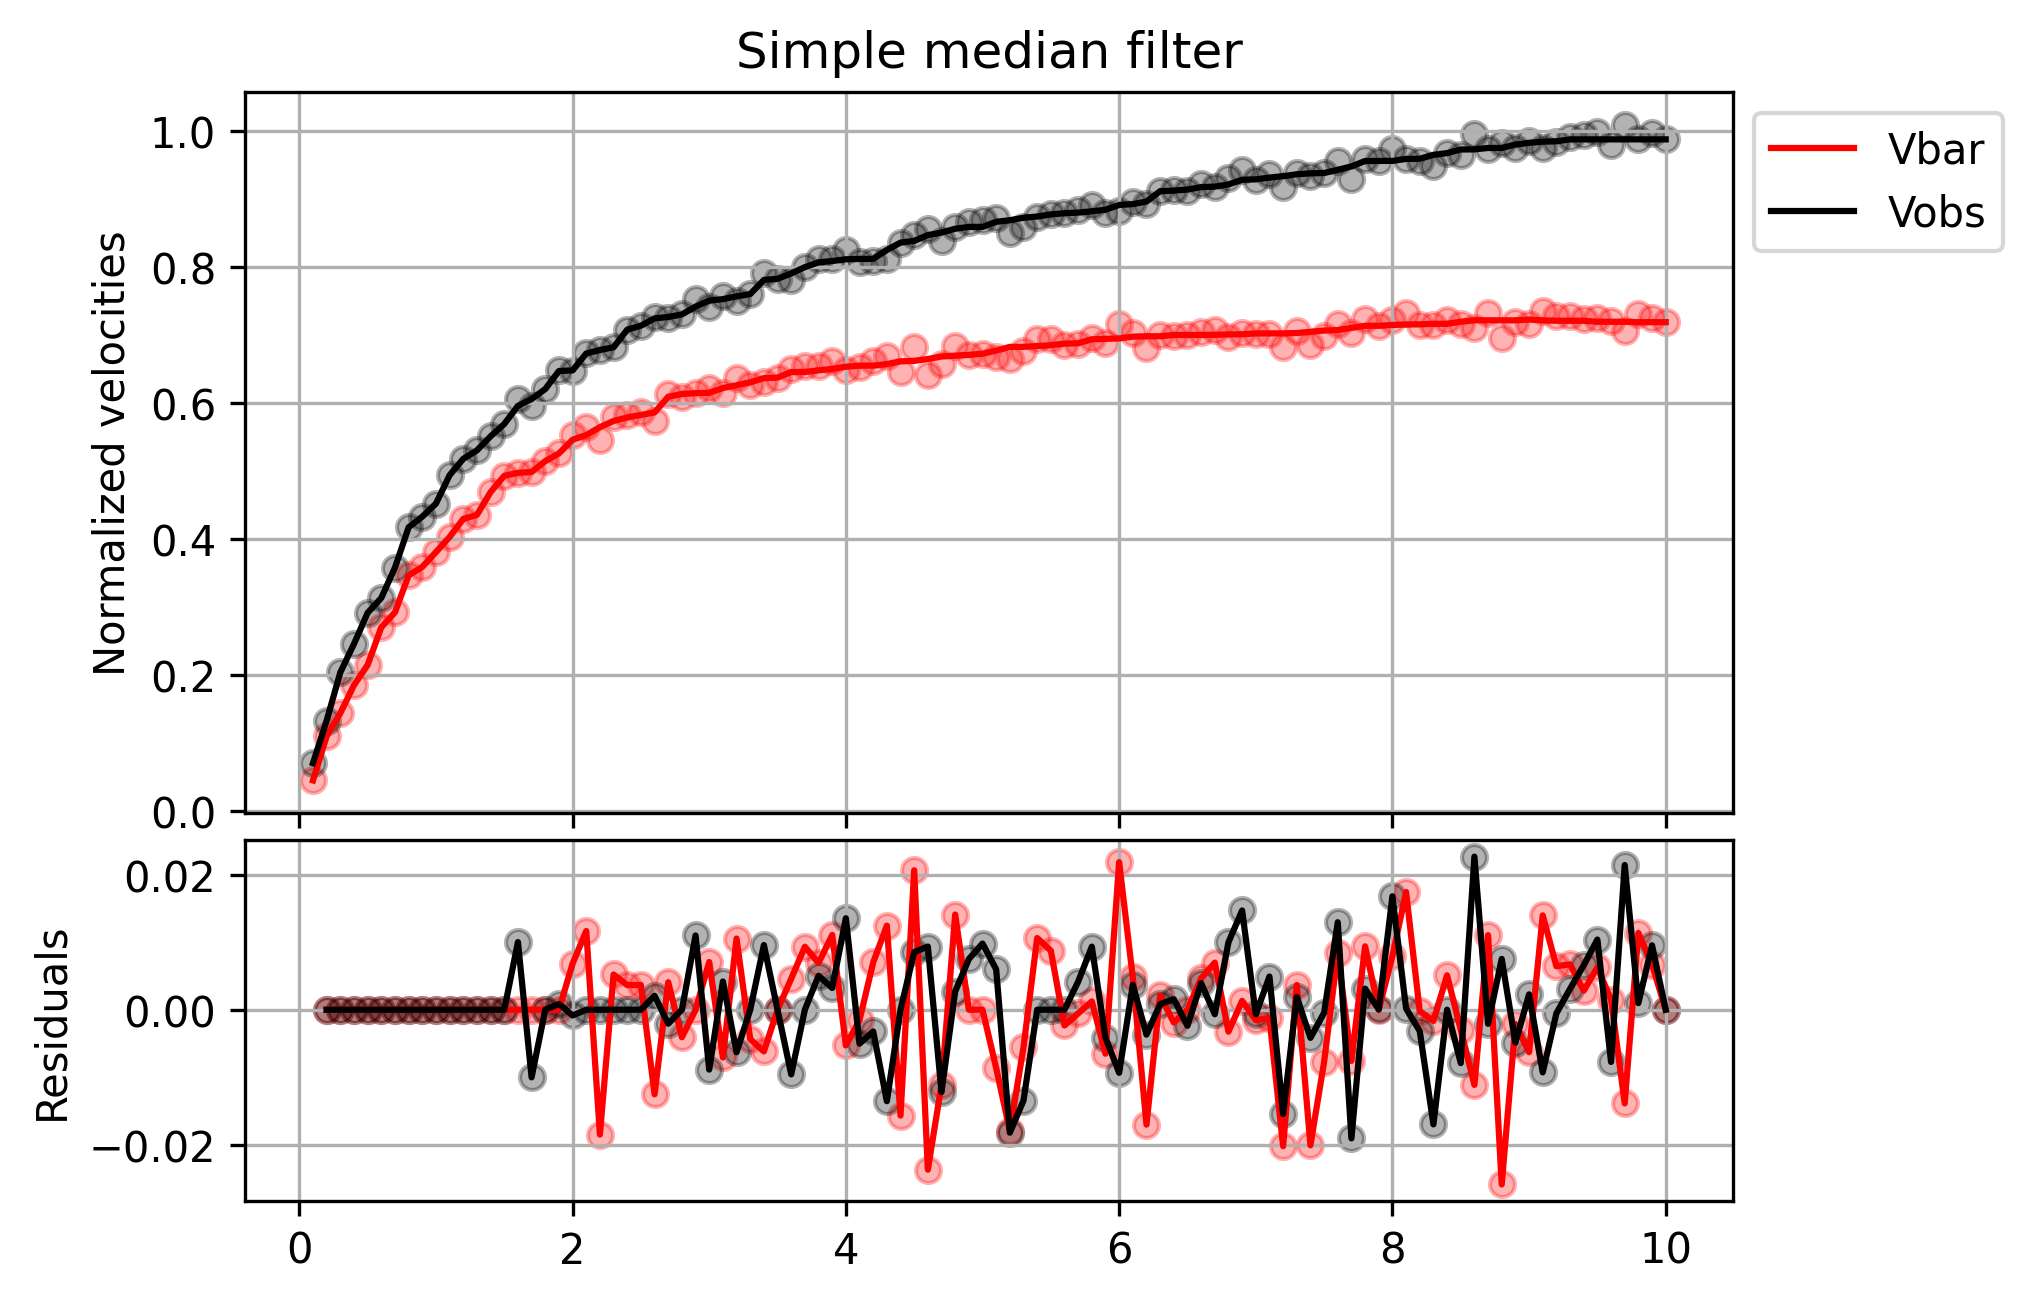 Simple median filter
1.0
0.8
0.6
0.4
0.2
0.0
Normalized velocities
Vbar
Vobs
0.02
0.00
−0.02
Residuals
0 2 4 6 8 10